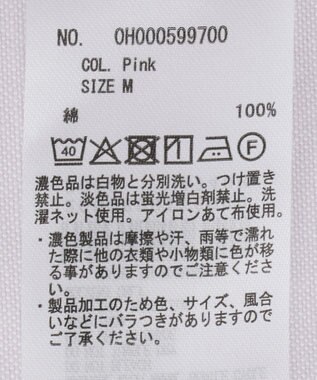 NO. 0H000599700
COL. Pink
SIZE M
綿 100%
40 F
濃色品は白物と分別洗い。つけ置き
禁止。淡色品は蛍光増白剤禁止。洗
濯ネット使用。アイロンあて布使用。
・濃色製品は摩擦や汗、雨等で濡れ
た際に他の衣類や小物類に色が移
る事がありますのでご注意くださ
い。
・製品加工のため色、サイズ、風合
いなどにバラつきがありますので
ご了承ください。